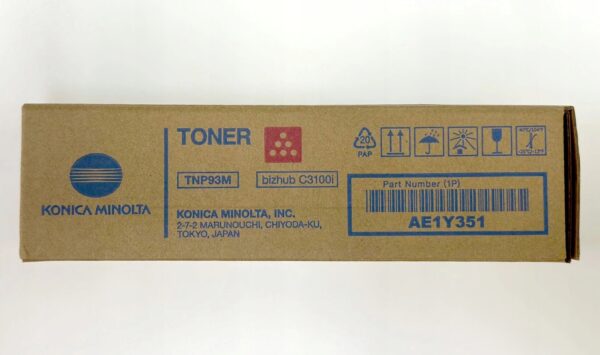 KONICA MINOLTA
TONER
TNP93M
bizhub C3100i
KONICA MINOLTA, INC.
2-7-2 MARUNOUCHI, CHIYODA-KU,
TOKYO, JAPAN
20
PAP
Part Number (1P)
AE1Y351